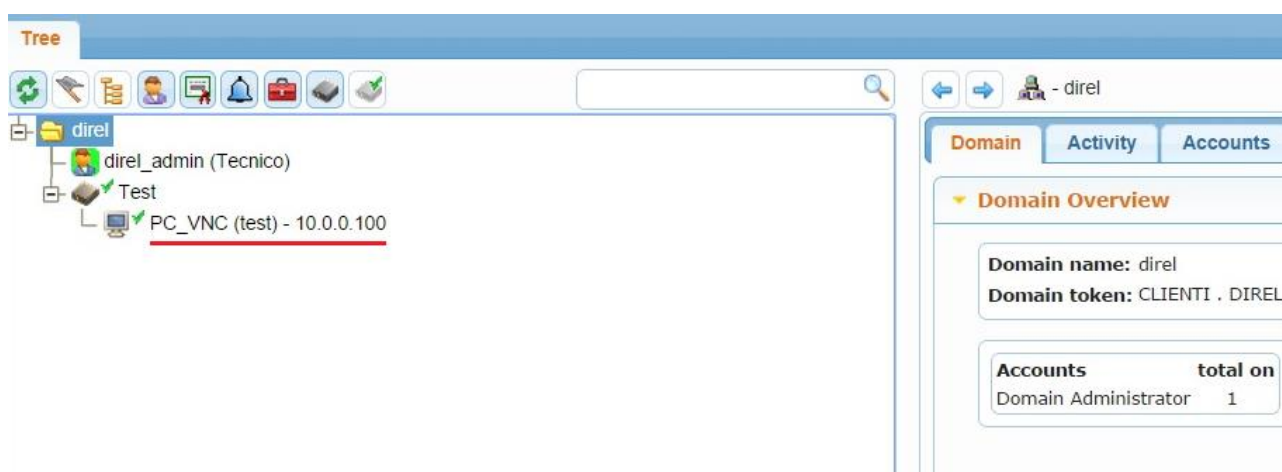 Tree
- direl
direl
direl_admin (Tecnico)
Test
PC_VNC (test) - 10.0.0.100
Domain Activity Accounts
Domain Overview
Domain name: direl
Domain token: CLIENTI . DIREL
Accounts total on
Domain Administrator 1